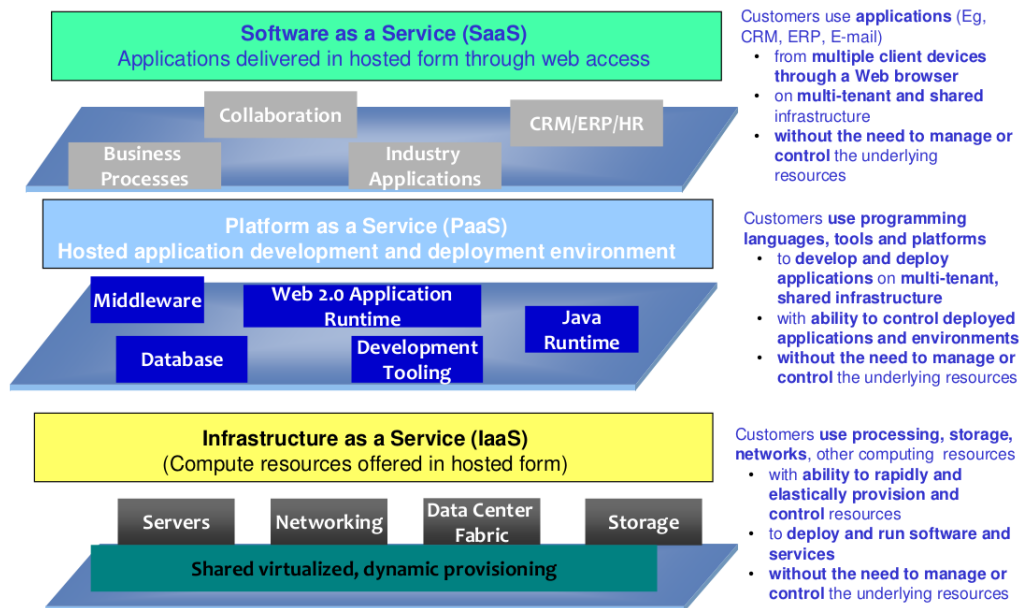 Software as a Service (SaaS)
Applications delivered in hosted form through web access
Collaboration
CRM/ERP/HR
Business
Processes
Industry
Applications
Customers use applications (Eg,
CRM, ERP, E-mail)
• from multiple client devices
through a Web browser
• on multi-tenant and shared
infrastructure
• without the need to manage or
control the underlying
resources
Platform as a Service (PaaS)
Hosted application development and deployment environment
Middleware
Web 2.0 Application
Runtime
Java
Runtime
Database
Development
Tooling
Customers use programming
languages, tools and platforms
• to develop and deploy
applications on multi-tenant,
shared infrastructure
• with ability to control deployed
applications and environments
• without the need to manage or
control the underlying resources
Infrastructure as a Service (IaaS)
(Compute resources offered in hosted form)
Servers
Networking
Data Center
Fabric
Storage
Shared virtualized, dynamic provisioning
Customers use processing, storage,
networks, other computing resources
• with ability to rapidly and
elastically provision and
control resources
• to deploy and run software and
services
• without the need to manage or
control the underlying resources